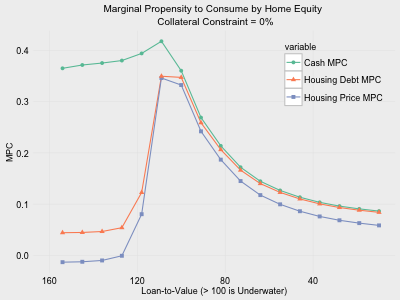 Marginal Propensity to Consume by Home Equity
Collateral Constraint = 0%
variable
Cash MPC
Housing Debt MPC
Housing Price MPC
MPC
0.4
0.3
0.2
0.1
0.0
160 120 80 40
Loan-to-Value (> 100 is Underwater)